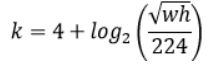 k = 4 + log₂(√wh / 224)